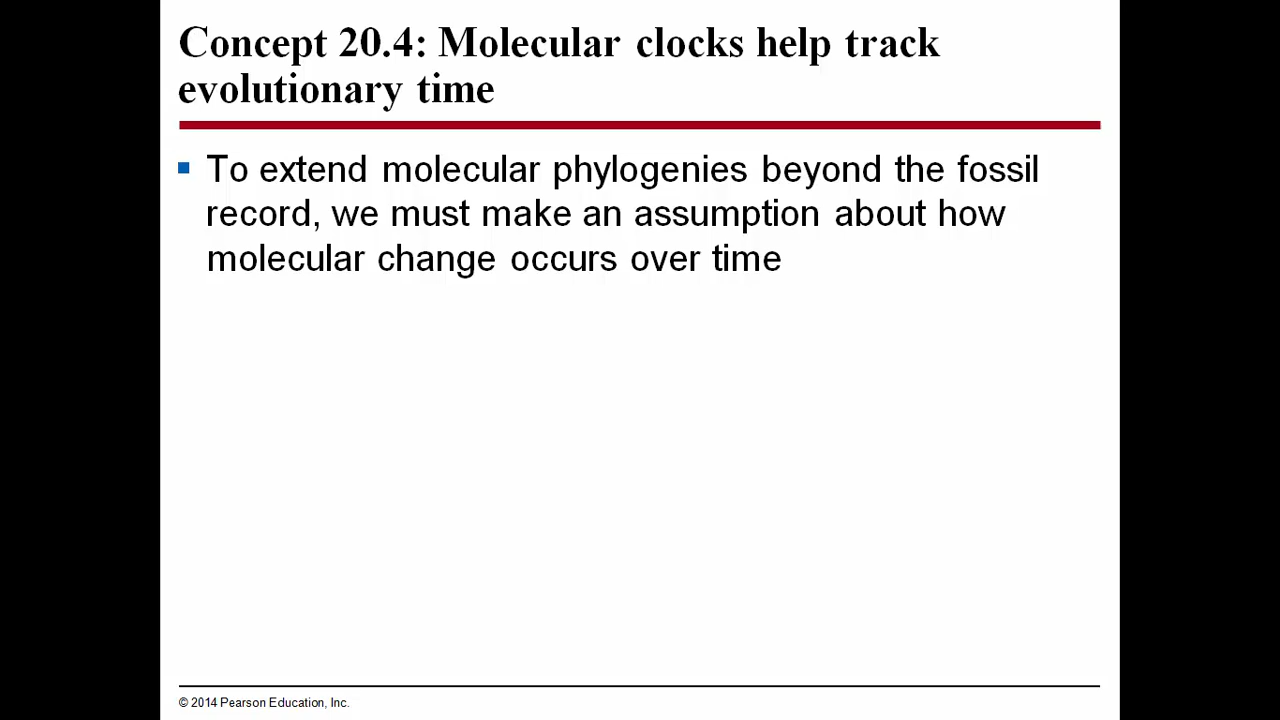 Concept 20.4: Molecular clocks help track
evolutionary time
To extend molecular phylogenies beyond the fossil
record, we must make an assumption about how
molecular change occurs over time
© 2014 Pearson Education, Inc.